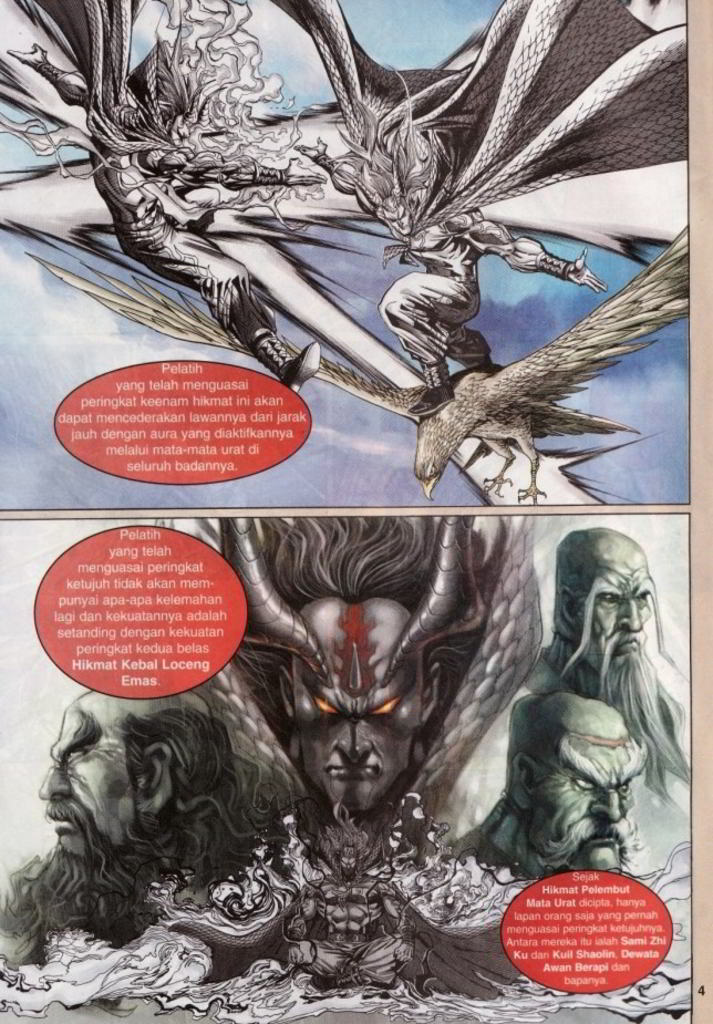 Pelatih
yang telah menguasai
peringkat keenam hikmat ini akan
dapat mencederakan lawannya dari jarak
jauh dengan aura yang diaktifkannya
melalui mata-mata urat di
seluruh badannya.
Pelatih
yang telah
menguasai peringkat
ketujuh tidak akan mem-
punyai apa-apa kelemahan
lagi dan kekuatannya adalah
setanding dengan kekuatan
peringkat kedua belas
Hikmat Kebal Loceng
Emas.
Sejak
Hikmat Pelembut
Mata Urat dicipta, hanya
lapan orang saja yang pernah
menguasai peringkat ketujuhnya.
Antara mereka itu ialah Sami Zhi
Ku dan Kuil Shaolin, Dewata
Awan Berapi dan
bapanya.
4